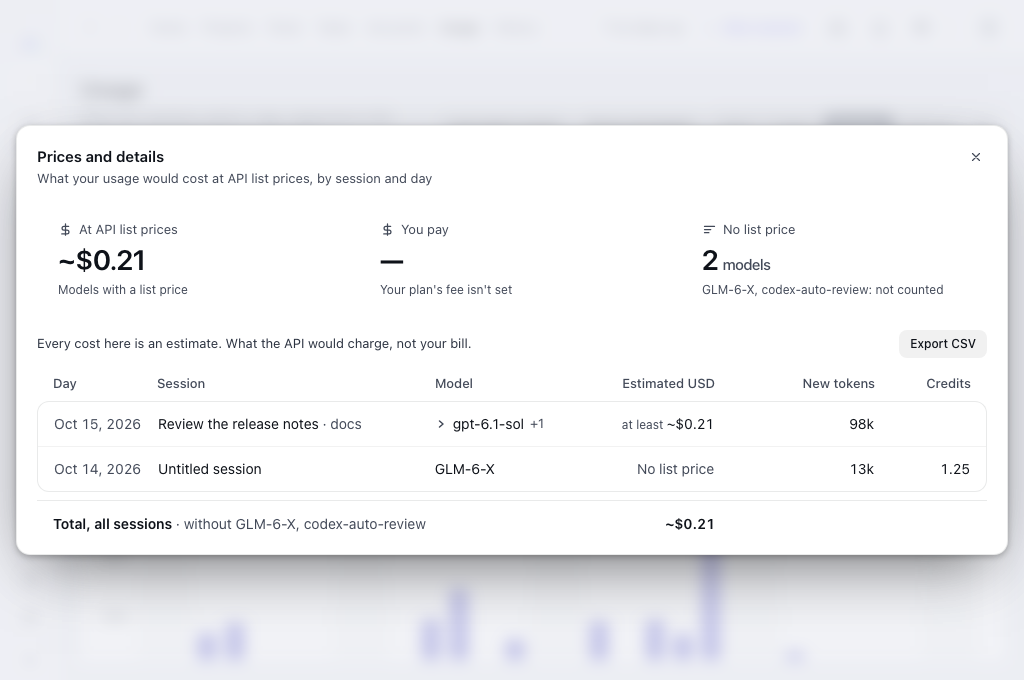 Prices and details
What your usage would cost at API list prices, by session and day
At API list prices
~$0.21
Models with a list price
You pay
—
Your plan's fee isn't set
No list price
2 models
GLM-6-X, codex-auto-review: not counted
Every cost here is an estimate. What the API would charge, not your bill.
Export CSV
Day Session Model Estimated USD New tokens Credits
Oct 15, 2026 Review the release notes · docs gpt-6.1-sol +1 at least ~$0.21 98k
Oct 14, 2026 Untitled session GLM-6-X No list price 13k 1.25
Total, all sessions · without GLM-6-X, codex-auto-review ~$0.21